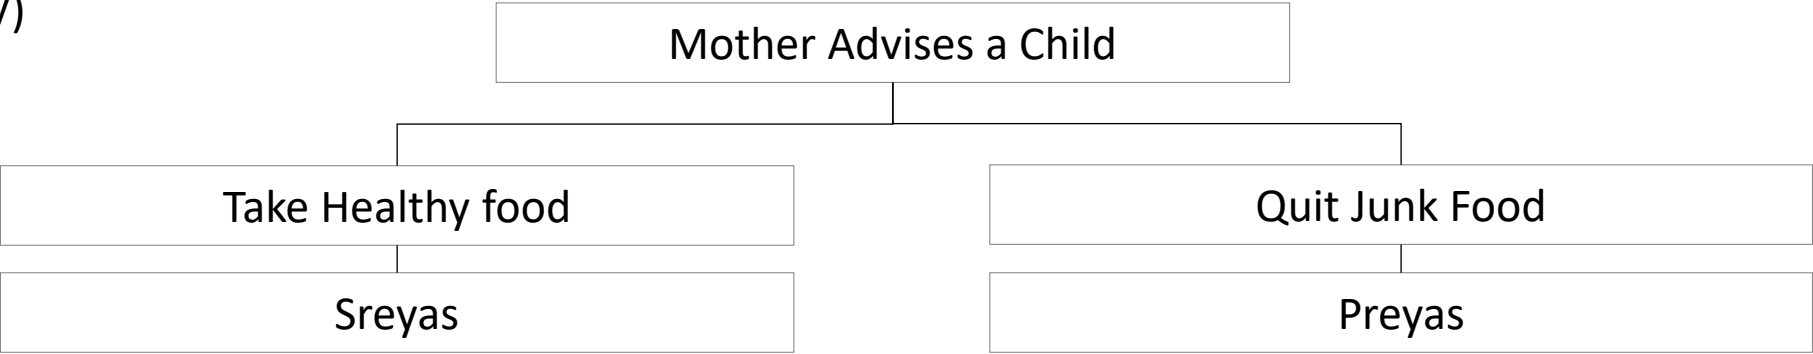 Mother Advises a Child
Take Healthy food
Quit Junk Food
Sreyas
Preyas